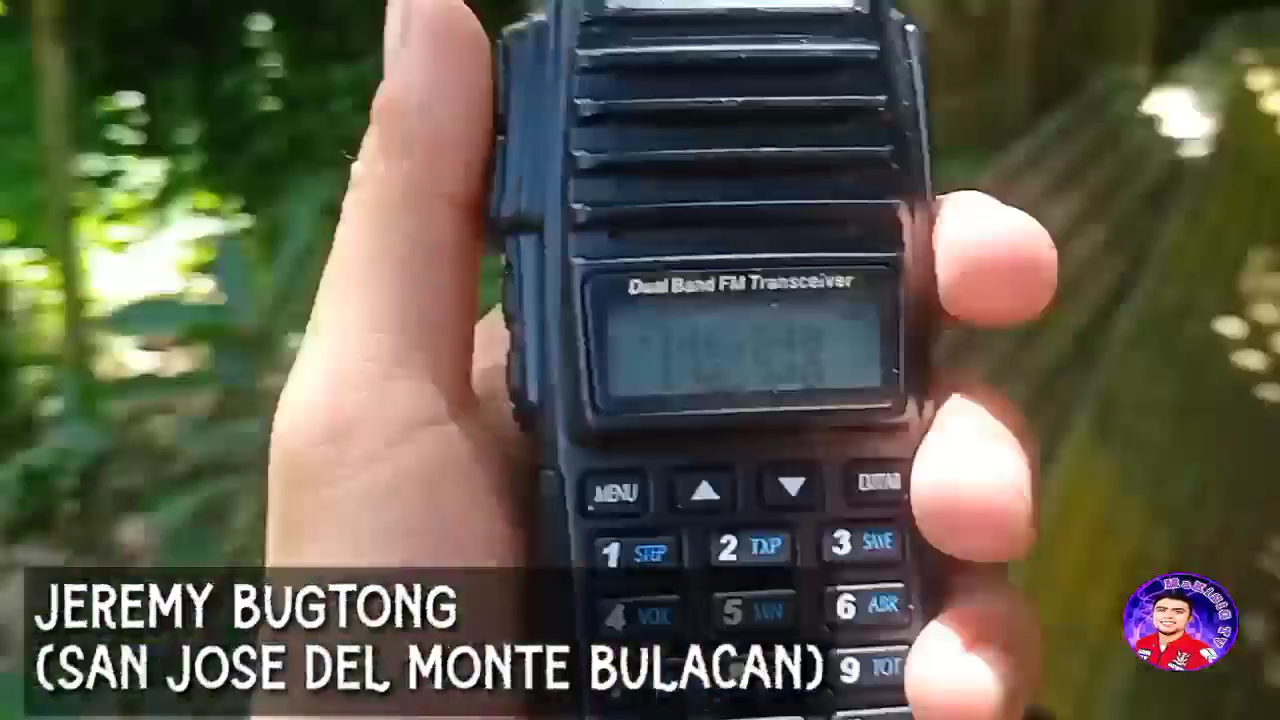 Dual Band FM Transceiver
MENU
1 STEP 2 TXP 3 SAVE
4 VOX 5 6 ABR
9 TOT
JEREMY BUGTONG
(SAN JOSE DEL MONTE BULACAN)